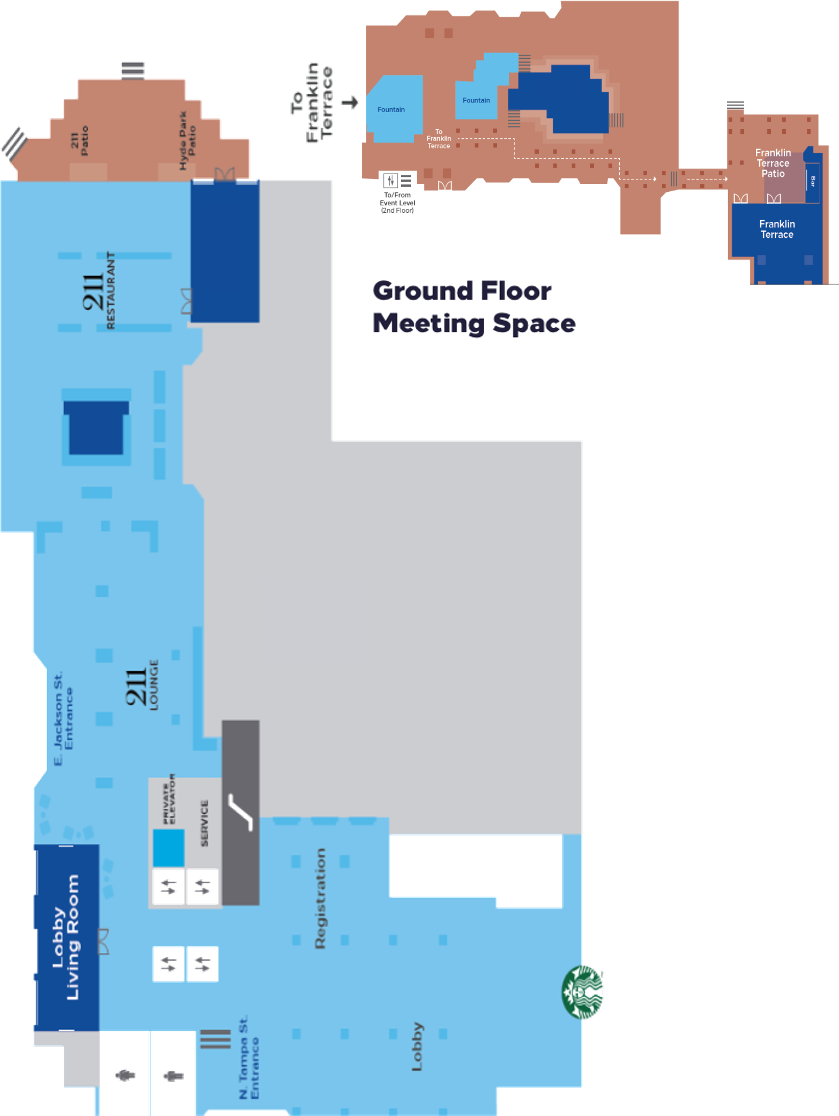 To
Franklin
Terrace
Fountain
Fountain
To
Franklin
Terrace
To/From
Event Level
(2nd Floor)
Franklin
Terrace
Patio
Bar
Franklin
Terrace
211
Patio
Hyde Park
Patio
Ground Floor
Meeting Space
211
RESTAURANT
211
LOUNGE
E. Jackson St.
Entrance
PRIVATE
ELEVATOR
SERVICE
Lobby
Living Room
Registration
Lobby
N. Tampa St.
Entrance